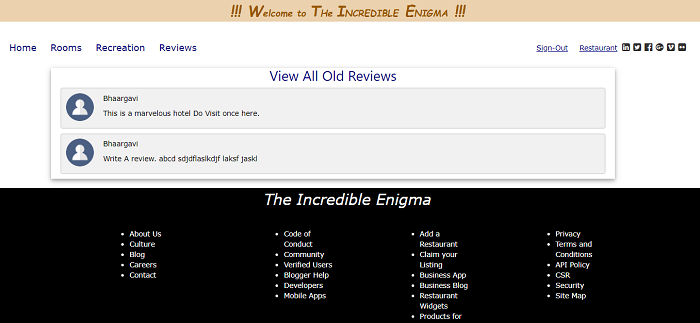 !!! Welcome to The Incredible Enigma !!!
Home Rooms Recreation Reviews Sign-Out Restaurant
View All Old Reviews
Bhaargavi
This is a marvelous hotel Do Visit once here.
Bhaargavi
Write A review. abcd sdjdflaslkdjf laksf jaskl
The Incredible Enigma
About Us
Culture
Blog
Careers
Contact
Code of
Conduct
Community
Verified Users
Blogger Help
Developers
Mobile Apps
Add a
Restaurant
Claim your
Listing
Business App
Business Blog
Restaurant
Widgets
Products for
Privacy
Terms and
Conditions
API Policy
CSR
Security
Site Map